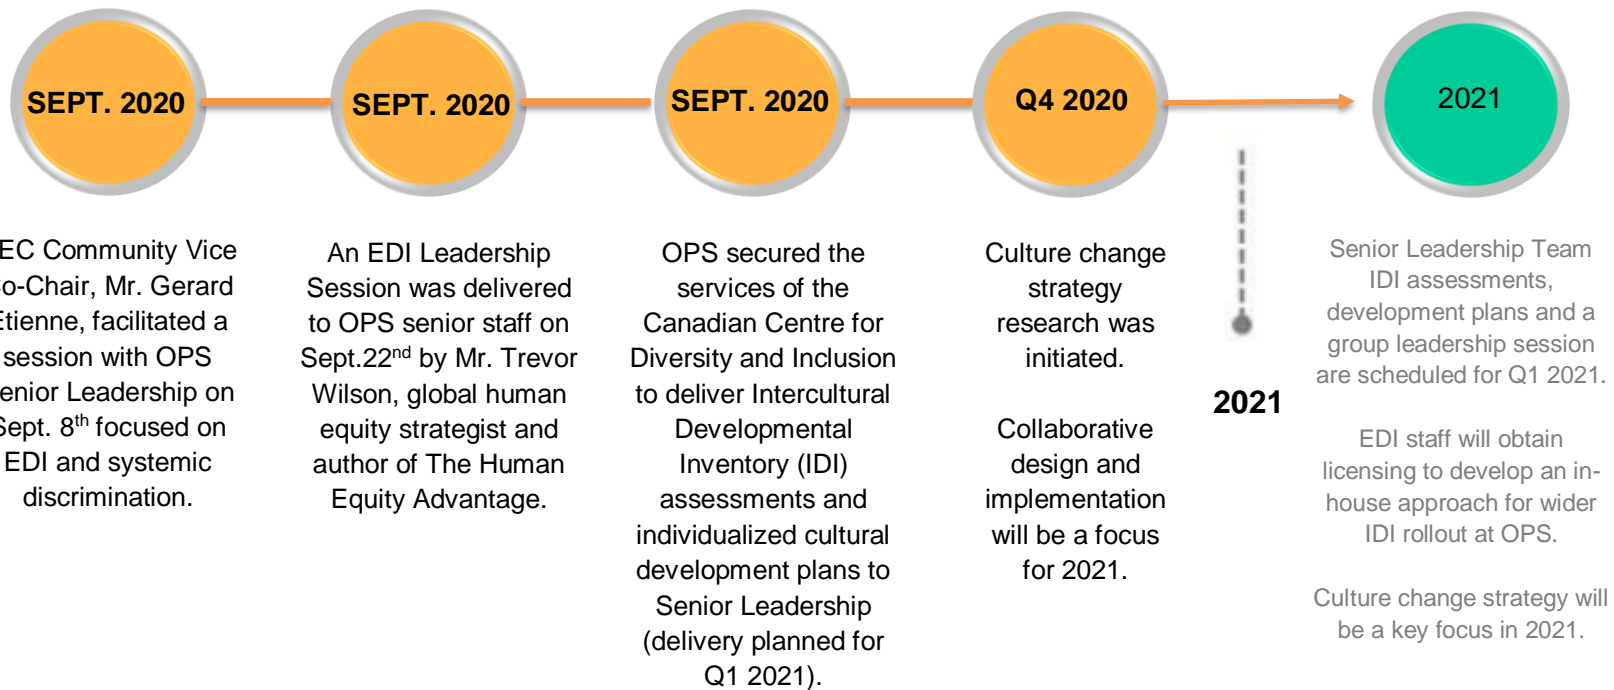 SEPT. 2020
SEPT. 2020
SEPT. 2020
Q4 2020
2021
EC Community Vice
Co-Chair, Mr. Gerard
Etienne, facilitated a
session with OPS
Senior Leadership on
Sept. 8th focused on
EDI and systemic
discrimination.
An EDI Leadership
Session was delivered
to OPS senior staff on
Sept.22nd by Mr. Trevor
Wilson, global human
equity strategist and
author of The Human
Equity Advantage.
OPS secured the
services of the
Canadian Centre for
Diversity and Inclusion
to deliver Intercultural
Developmental
Inventory (IDI)
assessments and
individualized cultural
development plans to
Senior Leadership
(delivery planned for
Q1 2021).
Culture change
strategy
research was
initiated.
Collaborative
design and
implementation
will be a focus
for 2021.
2021
Senior Leadership Team
IDI assessments,
development plans and a
group leadership session
are scheduled for Q1 2021.
EDI staff will obtain
licensing to develop an in-
house approach for wider
IDI rollout at OPS.
Culture change strategy will
be a key focus in 2021.